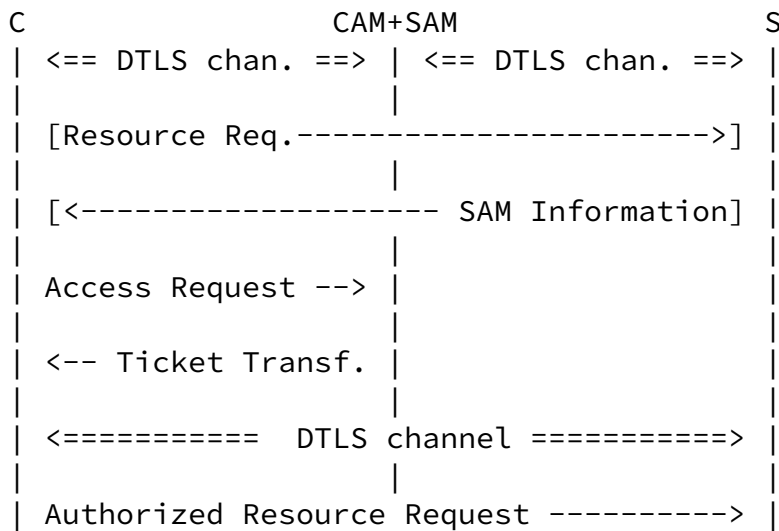 C CAM+SAM S
| <== DTLS chan. ==> | <== DTLS chan. ==> |
| | |
| [Resource Req.----------------------->] |
| | |
| [<-------------------- SAM Information] |
| | |
| Access Request --> | |
| | |
| <-- Ticket Transf. | |
| | |
| <=========== DTLS channel ===========> |
| | |
| Authorized Resource Request ----------> |